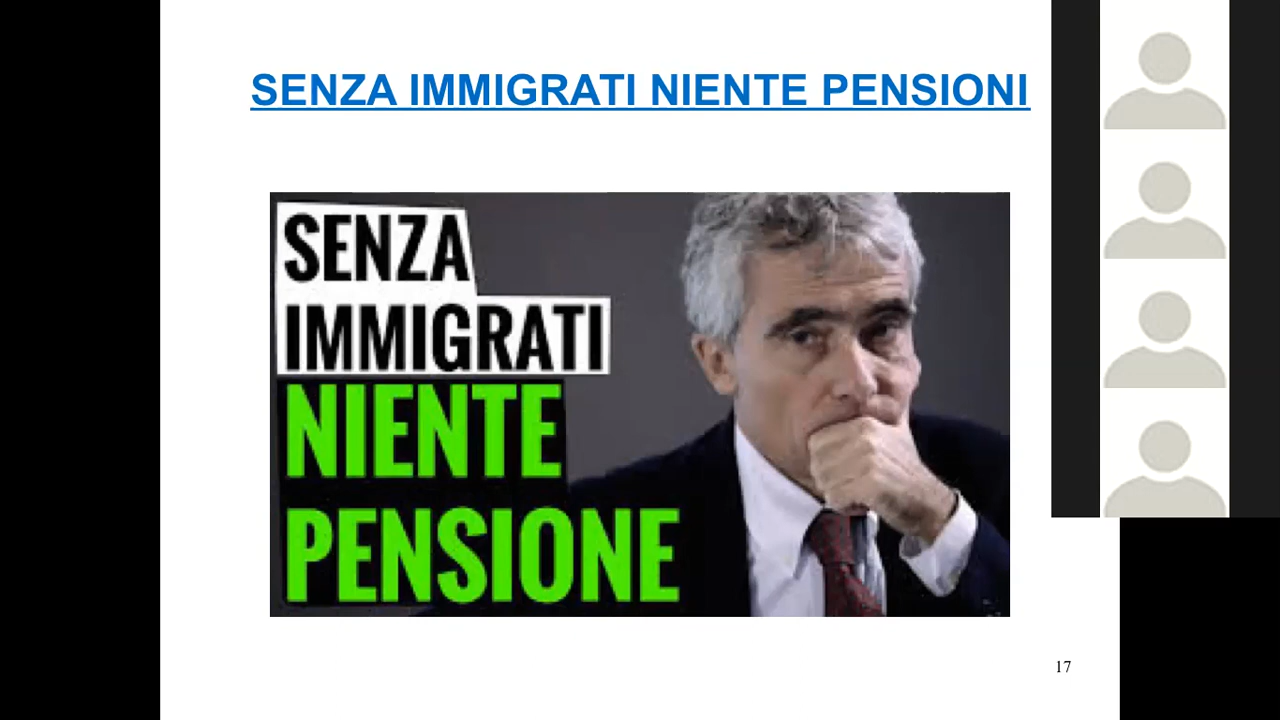 SENZA IMMIGRATI NIENTE PENSIONI
SENZA
IMMIGRATI
NIENTE
PENSIONE
17